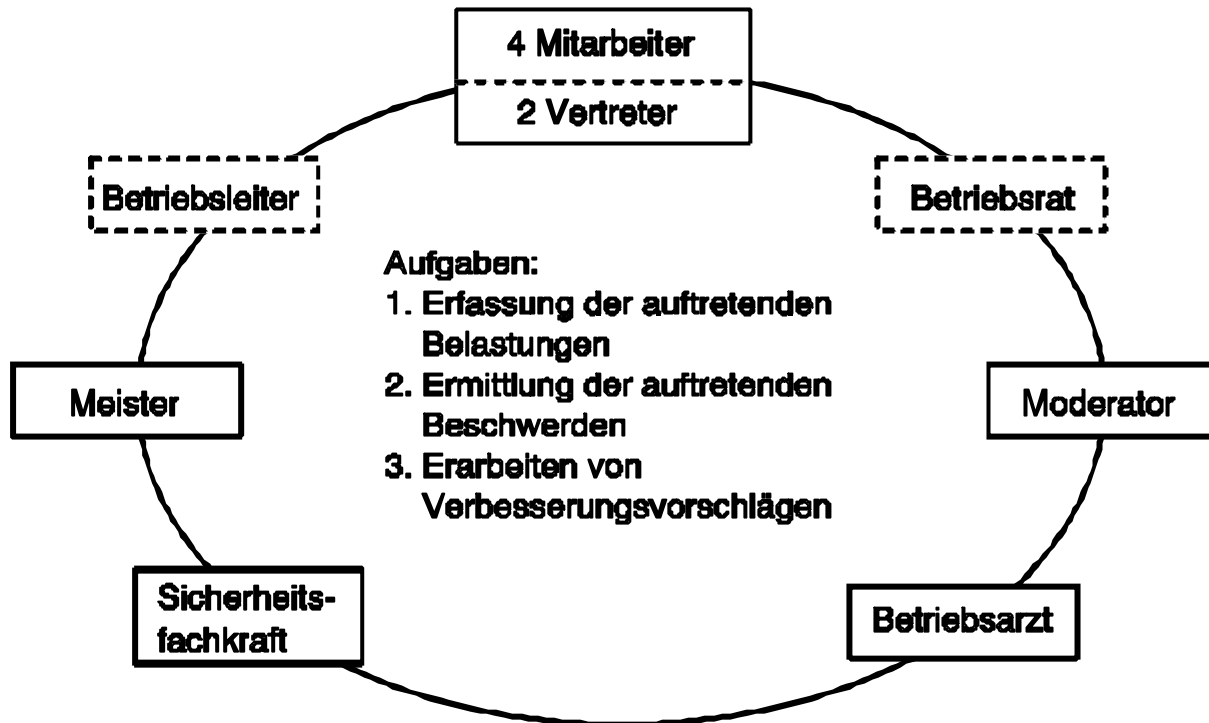 4 Mitarbeiter
2 Vertreter
Betriebsleiter
Betriebsrat
Aufgaben:
1. Erfassung der auftretenden
Belastungen
2. Ermittlung der auftretenden
Beschwerden
3. Erarbeiten von
Verbesserungsvorschlägen
Meister
Moderator
Sicherheits-
fachkraft
Betriebsarzt